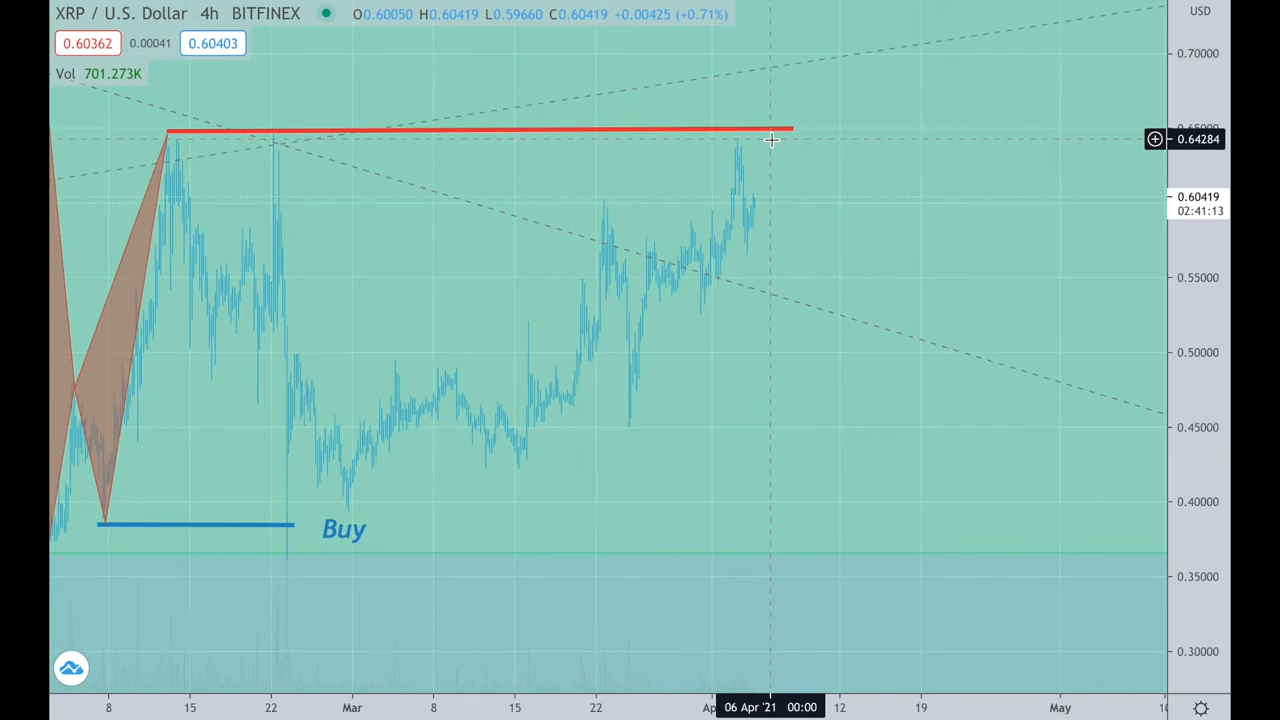 XRP / U.S. Dollar 4h BITFINEX O0.60050 H0.60419 L0.59660 C0.60419 +0.00425 (+0.71%)
USD
0.60362 0.00041 0.60403
0.70000
Vol 701.273K
0.65000
0.64284
0.60419
02:41:13
0.55000
0.50000
0.45000
0.40000
Buy
0.35000
0.30000
8 15 22 Mar 8 15 22 06 Apr '21 00:00 12 19 May